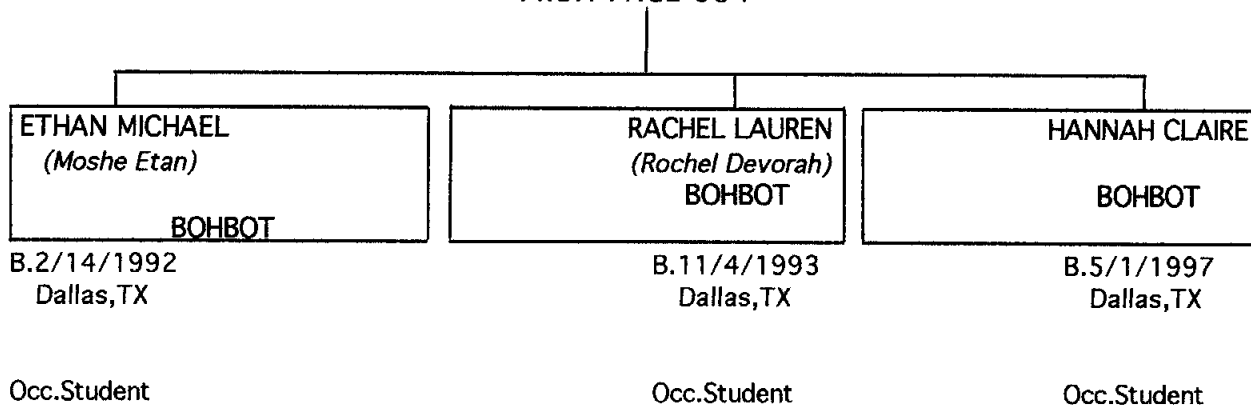 ETHAN MICHAEL
(Moshe Etan)
BOHBOT
B.2/14/1992
Dallas,TX
Occ.Student
RACHEL LAUREN
(Rochel Devorah)
BOHBOT
B.11/4/1993
Dallas,TX
Occ.Student
HANNAH CLAIRE
BOHBOT
B.5/1/1997
Dallas,TX
Occ.Student